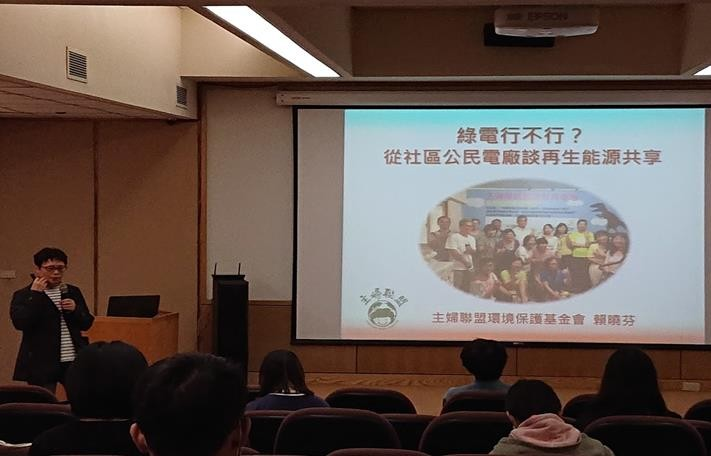 EPSON
綠電行不行？
從社區公民電廠談再生能源共享
主婦聯盟
主婦聯盟環境保護基金會 賴曉芬